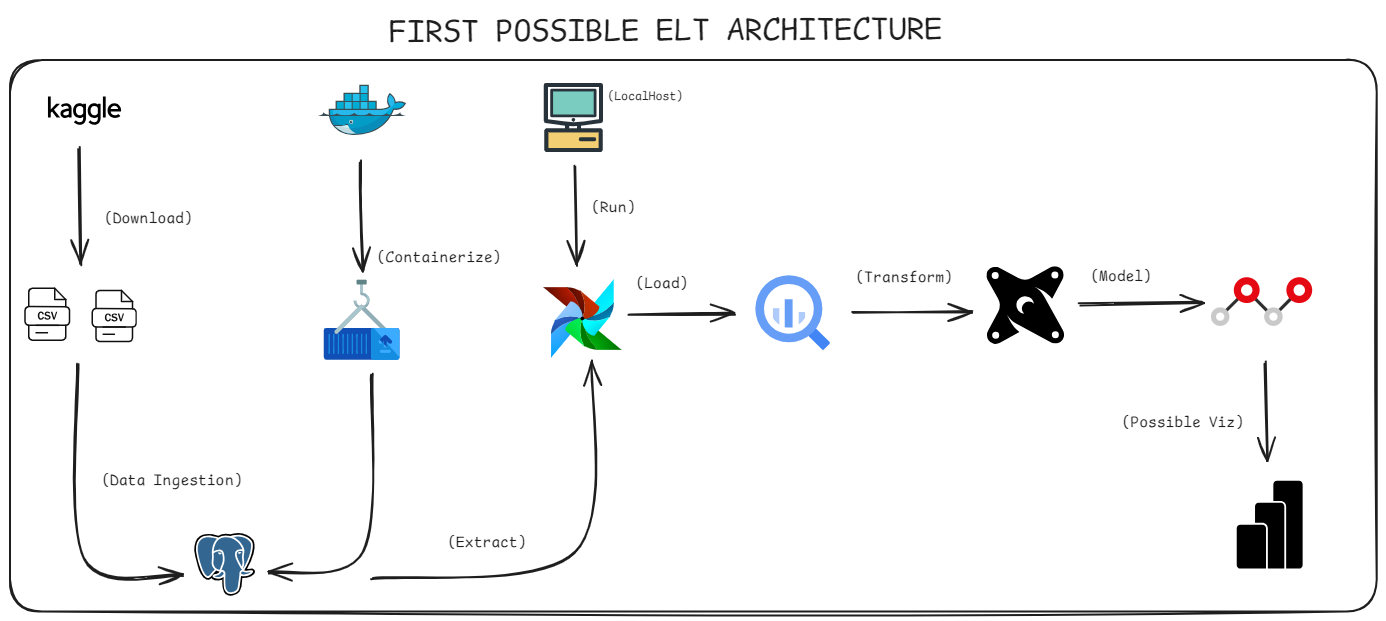 FIRST POSSIBLE ELT ARCHITECTURE
kaggle
(LocalHost)
(Download)
(Run)
(Containerize)
(Load)
(Transform)
(Model)
CSV
CSV
(Possible Viz)
(Data Ingestion)
(Extract)